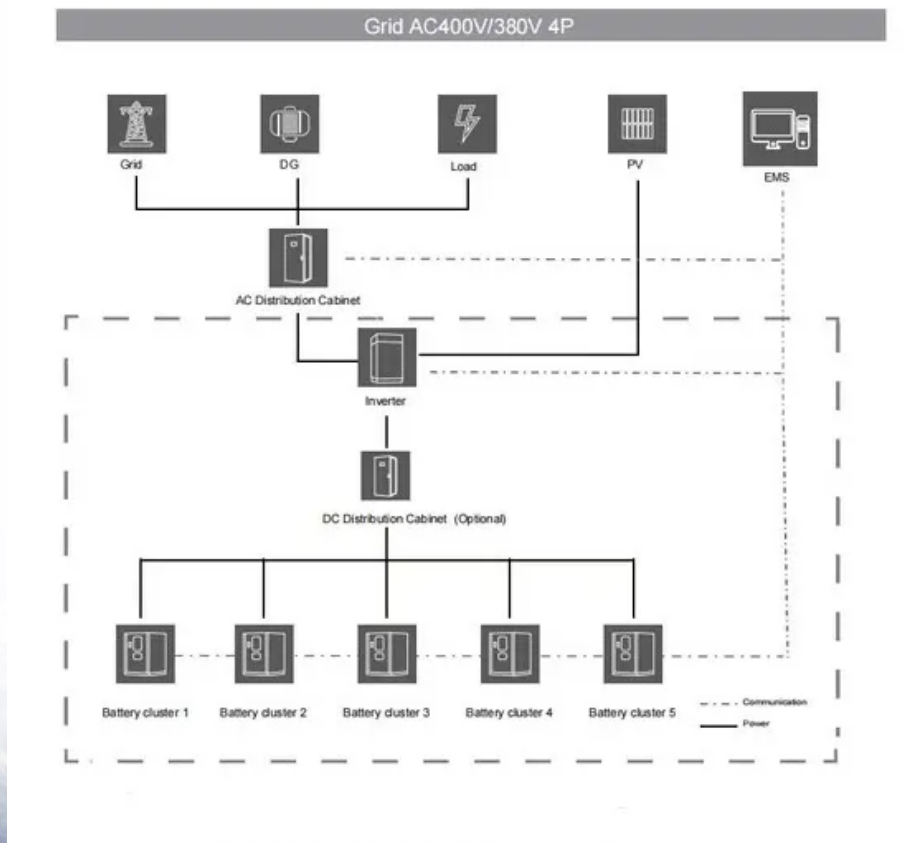 Grid AC400V/380V 4P
Grid
DG
Load
PV
EMS
AC Distribution Cabinet
Inverter
DC Distribution Cabinet (Optional)
Battery cluster 1
Battery cluster 2
Battery cluster 3
Battery cluster 4
Battery cluster 5
Communication
Power